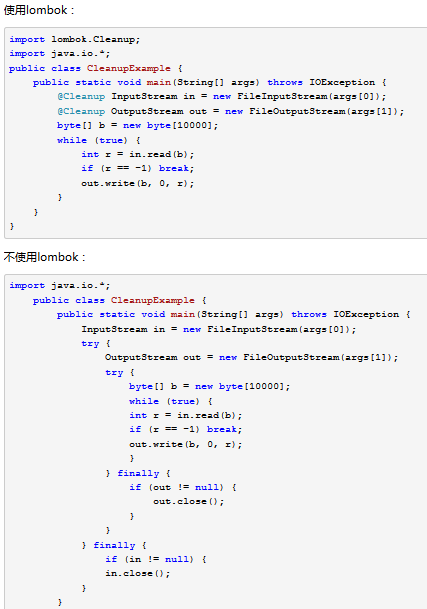 使用lombok：
import lombok.Cleanup;
import java.io.*;
public class CleanupExample {
    public static void main(String[] args) throws IOException {
        @Cleanup InputStream in = new FileInputStream(args[0]);
        @Cleanup OutputStream out = new FileOutputStream(args[1]);
        byte[] b = new byte[10000];
        while (true) {
            int r = in.read(b);
            if (r == -1) break;
            out.write(b, 0, r);
        }
    }
}
不使用lombok：
import java.io.*;
    public class CleanupExample {
        public static void main(String[] args) throws IOException {
            InputStream in = new FileInputStream(args[0]);
            try {
                OutputStream out = new FileOutputStream(args[1]);
                try {
                    byte[] b = new byte[10000];
                    while (true) {
                    int r = in.read(b);
                    if (r == -1) break;
                    out.write(b, 0, r);
                    }
                } finally {
                    if (out != null) {
                        out.close();
                    }
                }
            } finally {
                if (in != null) {
                in.close();
            }
        }